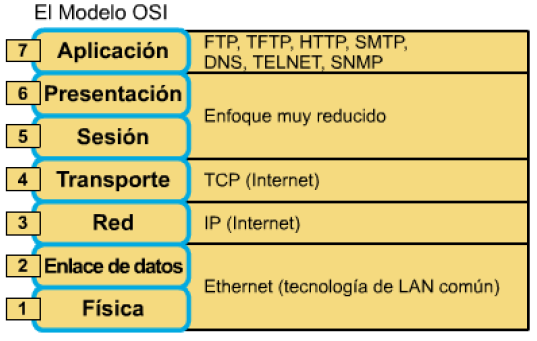 El Modelo OSI
7 Aplicación FTP, TFTP, HTTP, SMTP,
DNS, TELNET, SNMP
6 Presentación
Enfoque muy reducido
5 Sesión
4 Transporte TCP (Internet)
3 Red IP (Internet)
2 Enlace de datos
Ethernet (tecnología de LAN común)
1 Física